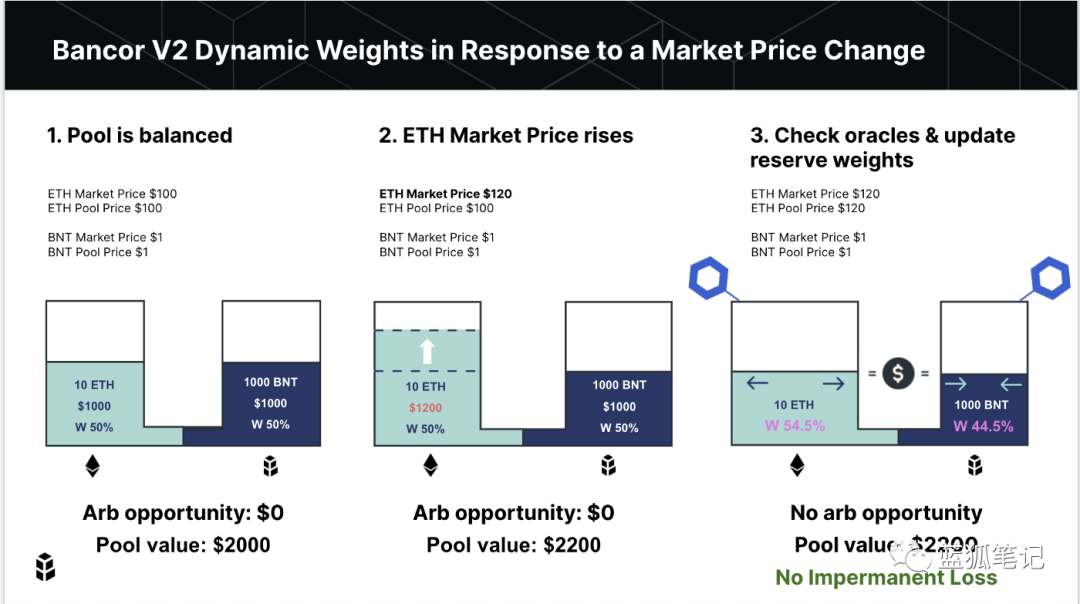 Bancor V2 Dynamic Weights in Response to a Market Price Change
1. Pool is balanced
ETH Market Price $100
ETH Pool Price $100
BNT Market Price $1
BNT Pool Price $1
10 ETH
$1000
W 50%
1000 BNT
$1000
W 50%
Arb opportunity: $0
Pool value: $2000
2. ETH Market Price rises
ETH Market Price $120
ETH Pool Price $100
BNT Market Price $1
BNT Pool Price $1
10 ETH
$1200
W 50%
1000 BNT
$1000
W 50%
Arb opportunity: $0
Pool value: $2200
3. Check oracles & update
reserve weights
ETH Market Price $120
ETH Pool Price $120
BNT Market Price $1
BNT Pool Price $1
10 ETH
W 54.5%
= $ =
1000 BNT
W 44.5%
No arb opportunity
Pool value: $2200
No Impermanent Loss
蓝狐笔记